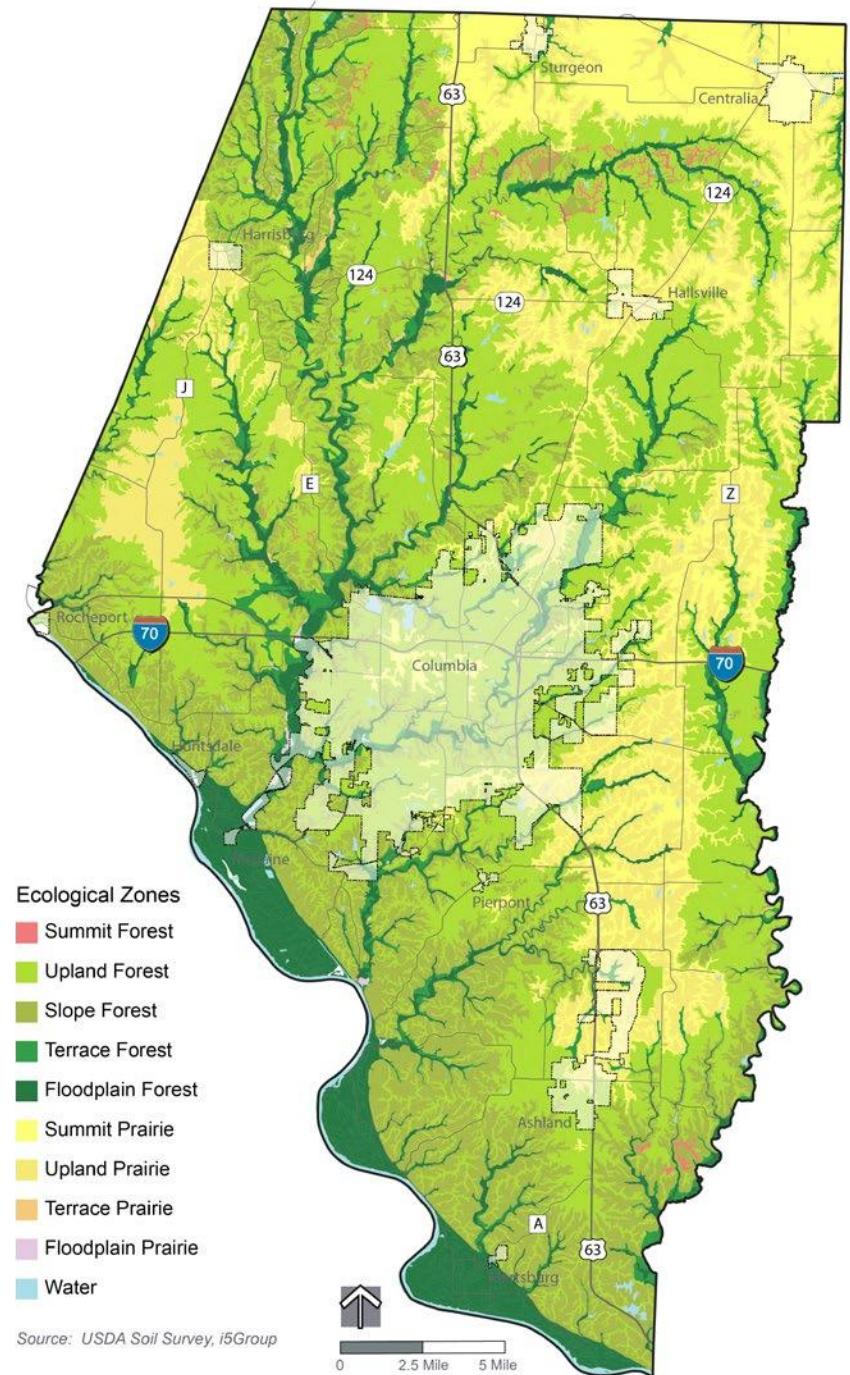 Sturgeon
63
Centralia
124
Harrisburg
124
124
Hallsville
63
J
E
Z
Rocheport
70
Columbia
70
Huntsdale
Pierpont
63
Ashland
A
63
Ecological Zones
Summit Forest
Upland Forest
Slope Forest
Terrace Forest
Floodplain Forest
Summit Prairie
Upland Prairie
Terrace Prairie
Floodplain Prairie
Water
Source: USDA Soil Survey, i5Group
0 2.5 Mile 5 Mile